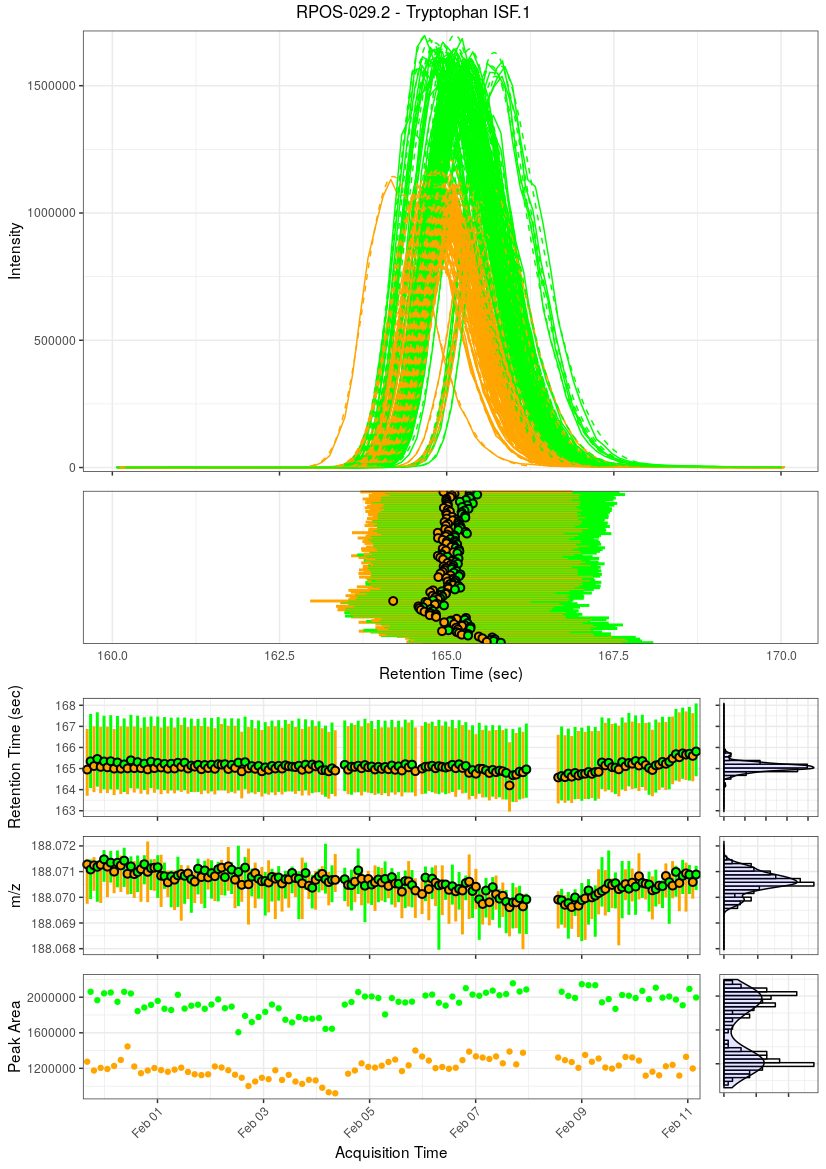 RPOS-029.2 - Tryptophan ISF.1
Intensity
1500000
1000000
500000
0
160.0 162.5 165.0 167.5 170.0
Retention Time (sec)
Retention Time (sec)
168
167
166
165
164
163
m/z
188.072
188.071
188.070
188.069
188.068
Peak Area
2000000
1600000
1200000
Feb 01 Feb 03 Feb 05 Feb 07 Feb 09 Feb 11
Acquisition Time